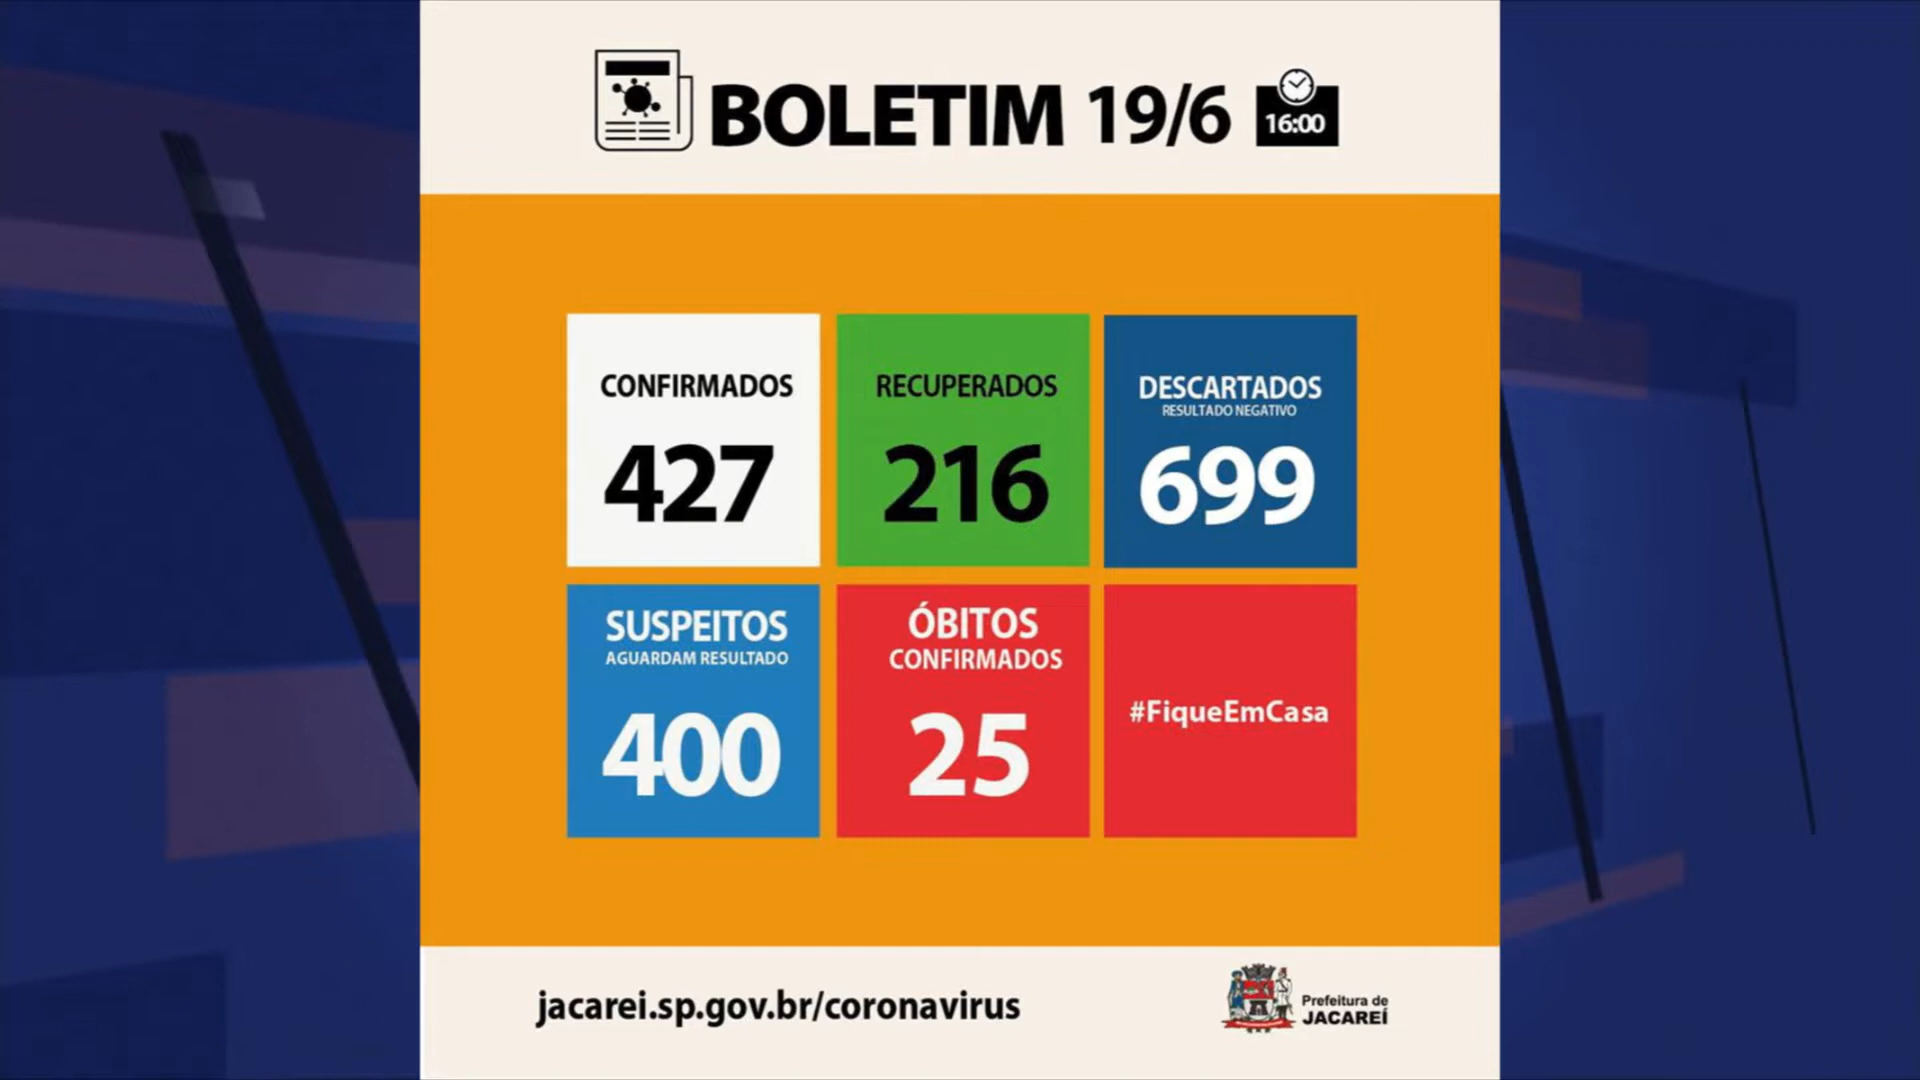 BOLETIM 19/6
16:00
CONFIRMADOS
427
RECUPERADOS
216
DESCARTADOS
RESULTADO NEGATIVO
699
SUSPEITOS
AGUARDAM RESULTADO
400
ÓBITOS
CONFIRMADOS
25
#FiqueEmCasa
jacarei.sp.gov.br/coronavirus
Prefeitura de
JACAREÍ